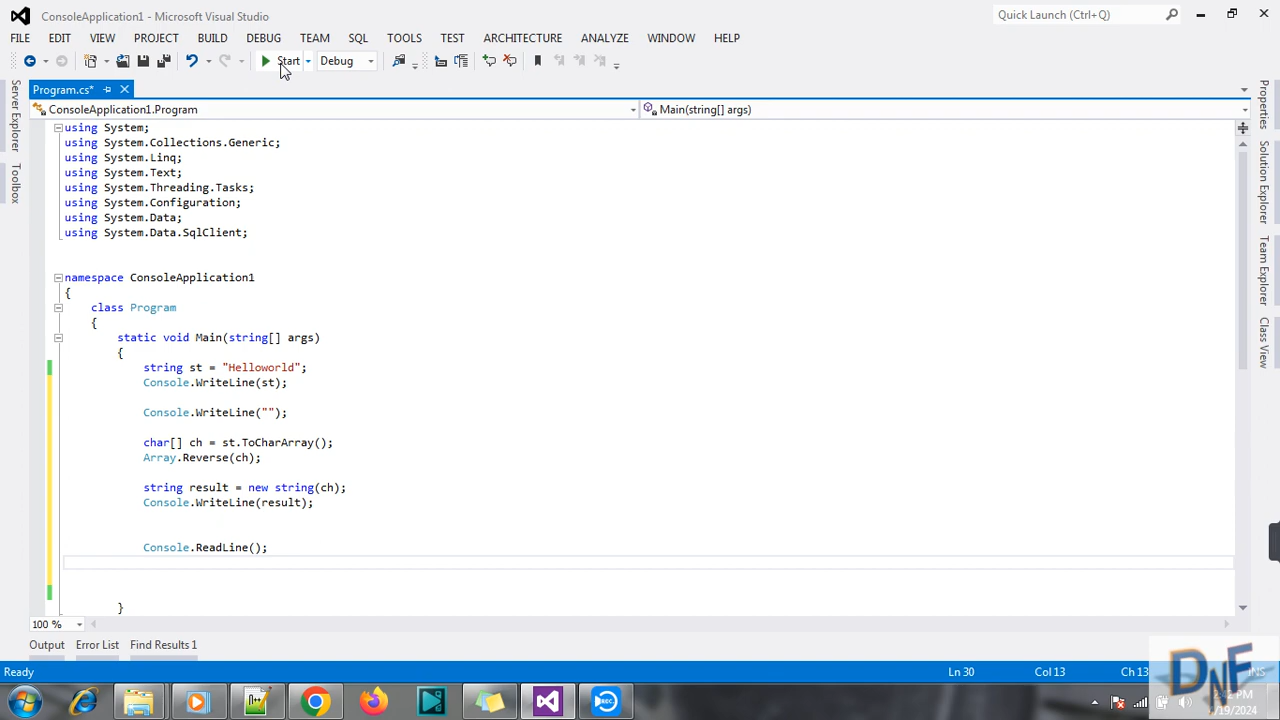 ConsoleApplication1 - Microsoft Visual Studio
Quick Launch (Ctrl+Q)
FILE EDIT VIEW PROJECT BUILD DEBUG TEAM SQL TOOLS TEST ARCHITECTURE ANALYZE WINDOW HELP
Start Debug
Program.cs*
ConsoleApplication1.Program
Main(string[] args)
Server Explorer
Toolbox
Properties
Solution Explorer
Team Explorer
Class View
using System;
using System.Collections.Generic;
using System.Linq;
using System.Text;
using System.Threading.Tasks;
using System.Configuration;
using System.Data;
using System.Data.SqlClient;
namespace ConsoleApplication1
{
class Program
{
static void Main(string[] args)
{
string st = "Helloworld";
Console.WriteLine(st);
Console.WriteLine("");
char[] ch = st.ToCharArray();
Array.Reverse(ch);
string result = new string(ch);
Console.WriteLine(result);
Console.ReadLine();
}
100 %
Output Error List Find Results 1
Ready Ln 30 Col 13 Ch 13 INS
DNF